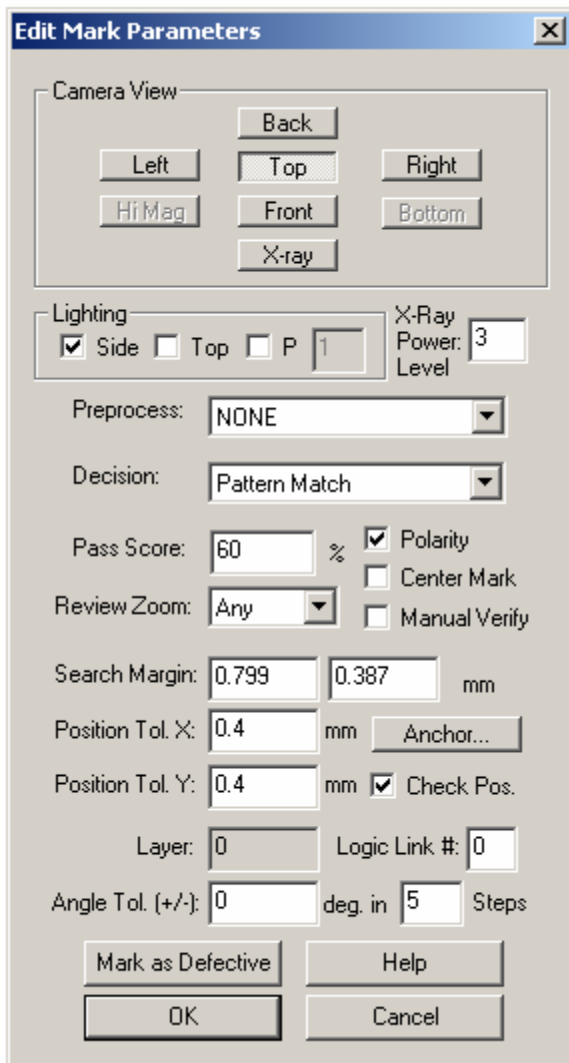 Edit Mark Parameters
Camera View
Back
Left Top Right
Hi Mag Front Bottom
X-ray
Lighting
Side Top P 1
X-Ray
Power: 3
Level
Preprocess: NONE
Decision: Pattern Match
Pass Score: 60 % Polarity
Center Mark
Review Zoom: Any Manual Verify
Search Margin: 0.799 0.387 mm
Position Tol. X: 0.4 mm Anchor...
Position Tol. Y: 0.4 mm Check Pos.
Layer: 0 Logic Link #: 0
Angle Tol. (+/-): 0 deg. in 5 Steps
Mark as Defective Help
OK Cancel